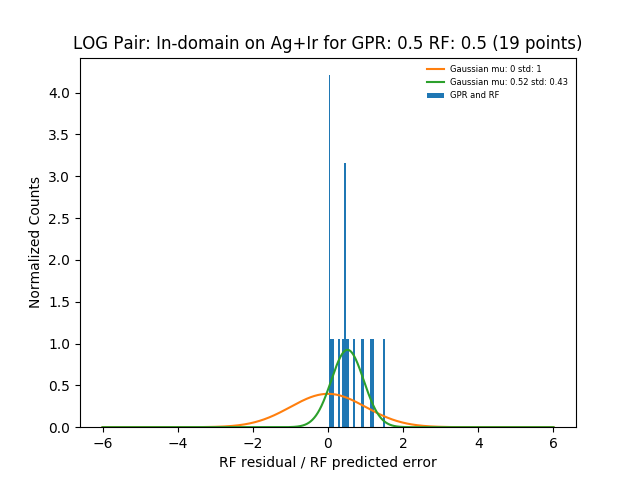 LOG Pair: In-domain on Ag+Ir for GPR: 0.5 RF: 0.5 (19 points)
Gaussian mu: 0 std: 1
Gaussian mu: 0.52 std: 0.43
GPR and RF
Normalized Counts
4.0
3.5
3.0
2.5
2.0
1.5
1.0
0.5
0.0
−6 −4 −2 0 2 4 6
RF residual / RF predicted error